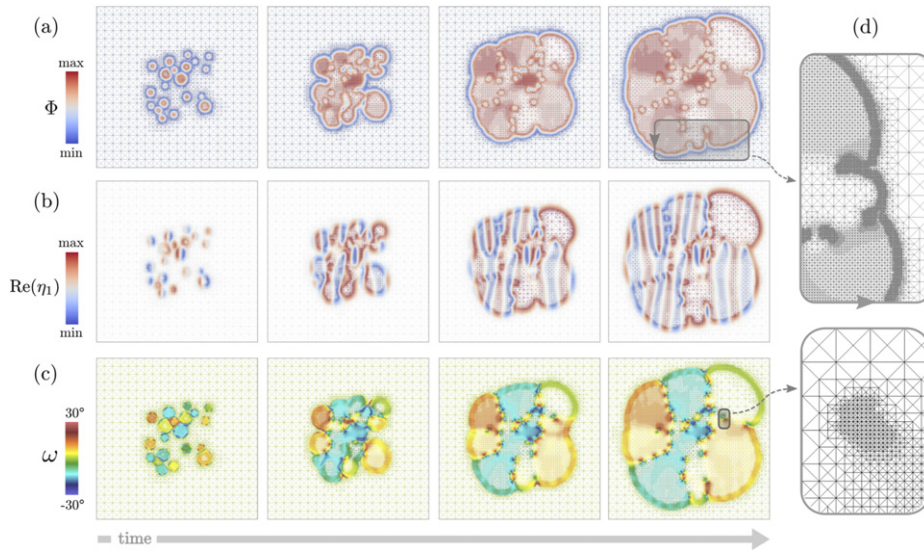 (a)
max
Φ
min
(b)
max
Re(η₁)
min
(c)
30°
ω
-30°
time
(d)